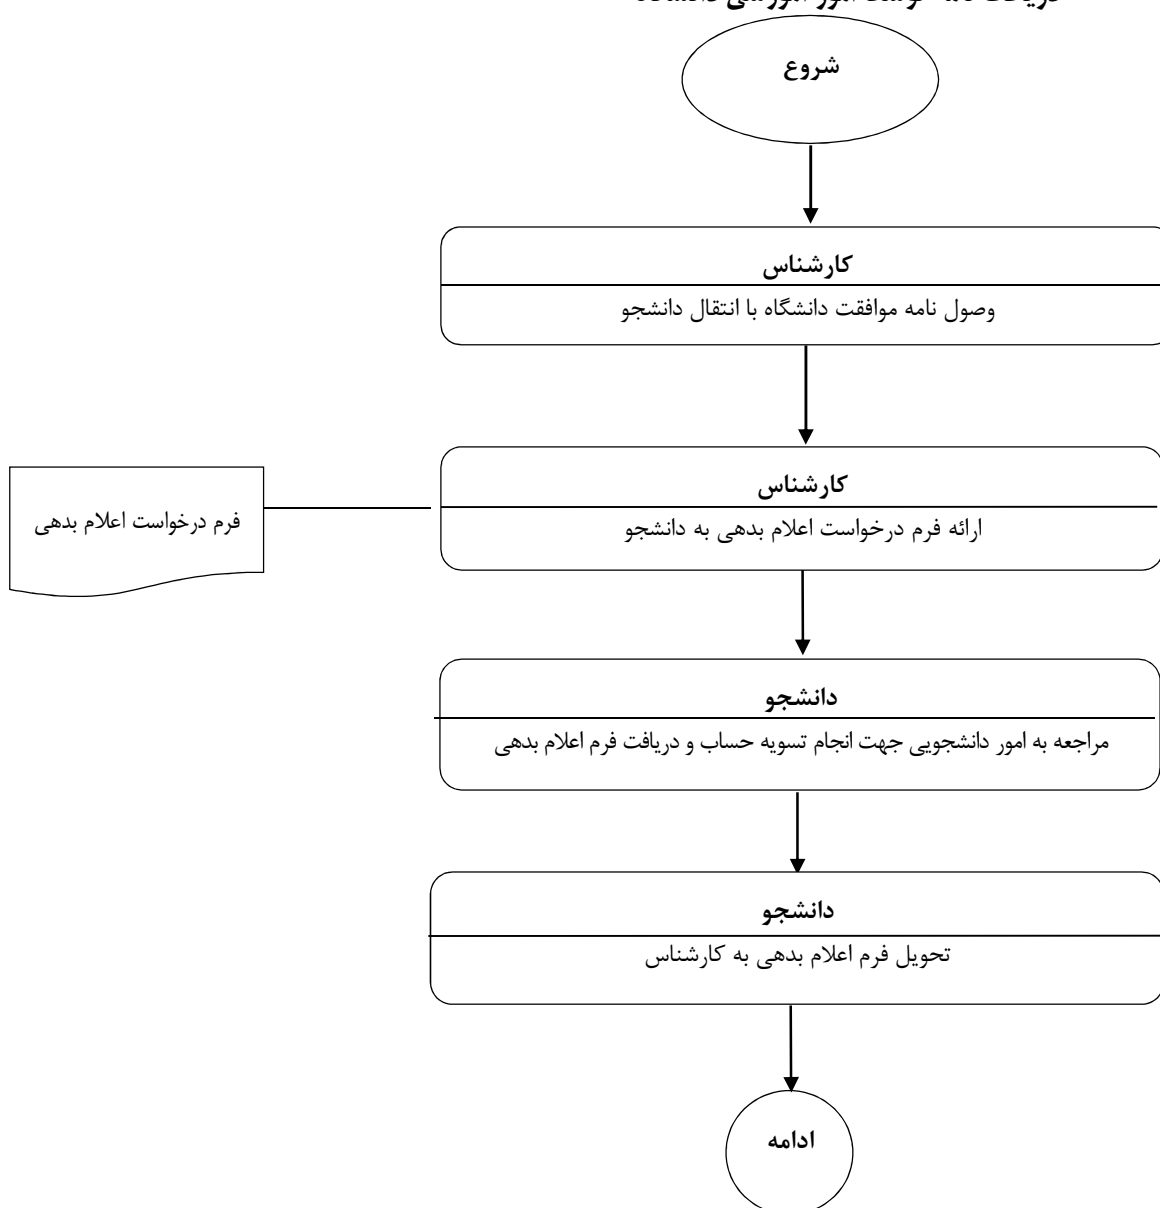 شروع
کارشناس
وصول نامه موافقت دانشگاه با انتقال دانشجو
کارشناس
ارائه فرم درخواست اعلام بدهی به دانشجو
فرم درخواست اعلام بدهی
دانشجو
مراجعه به امور دانشجویی جهت انجام تسویه حساب و دریافت فرم اعلام بدهی
دانشجو
تحویل فرم اعلام بدهی به کارشناس
ادامه